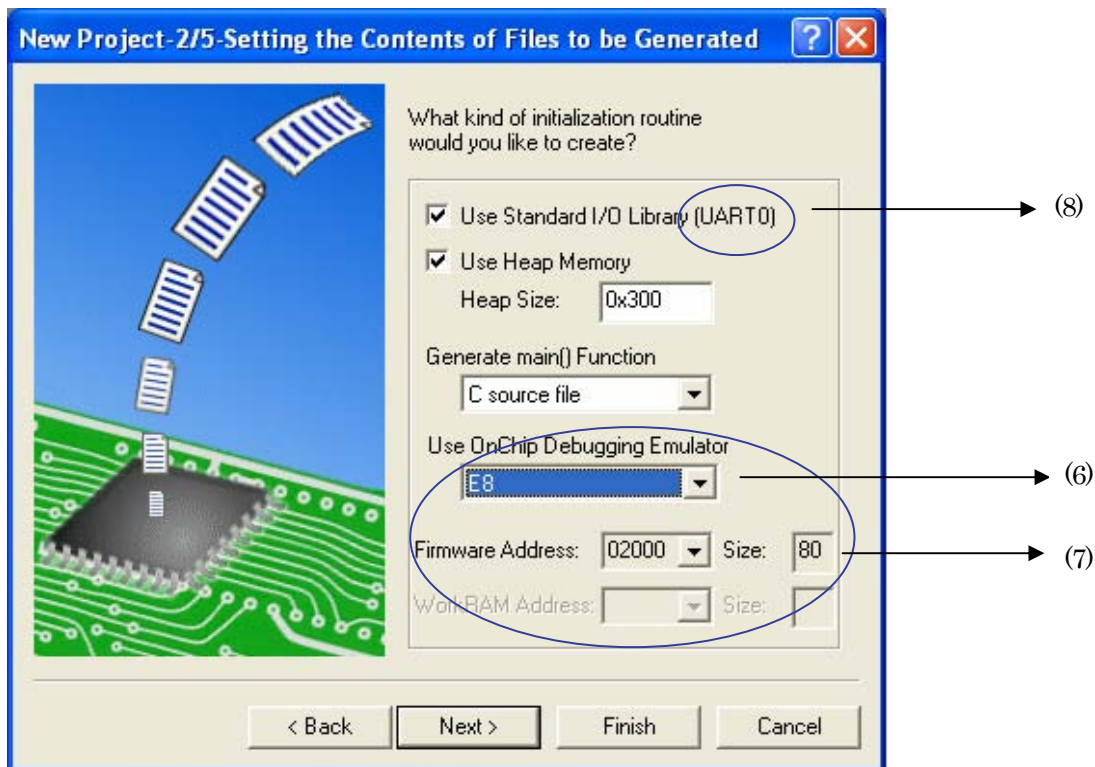 New Project-2/5-Setting the Contents of Files to be Generated
What kind of initialization routine
would you like to create?
Use Standard I/O Library (UART0)
(8)
Use Heap Memory
Heap Size: 0x300
Generate main() Function
C source file
Use OnChip Debugging Emulator
E8
(6)
Firmware Address: 02000 Size: 80
(7)
WorkRAM Address: Size:
< Back Next > Finish Cancel